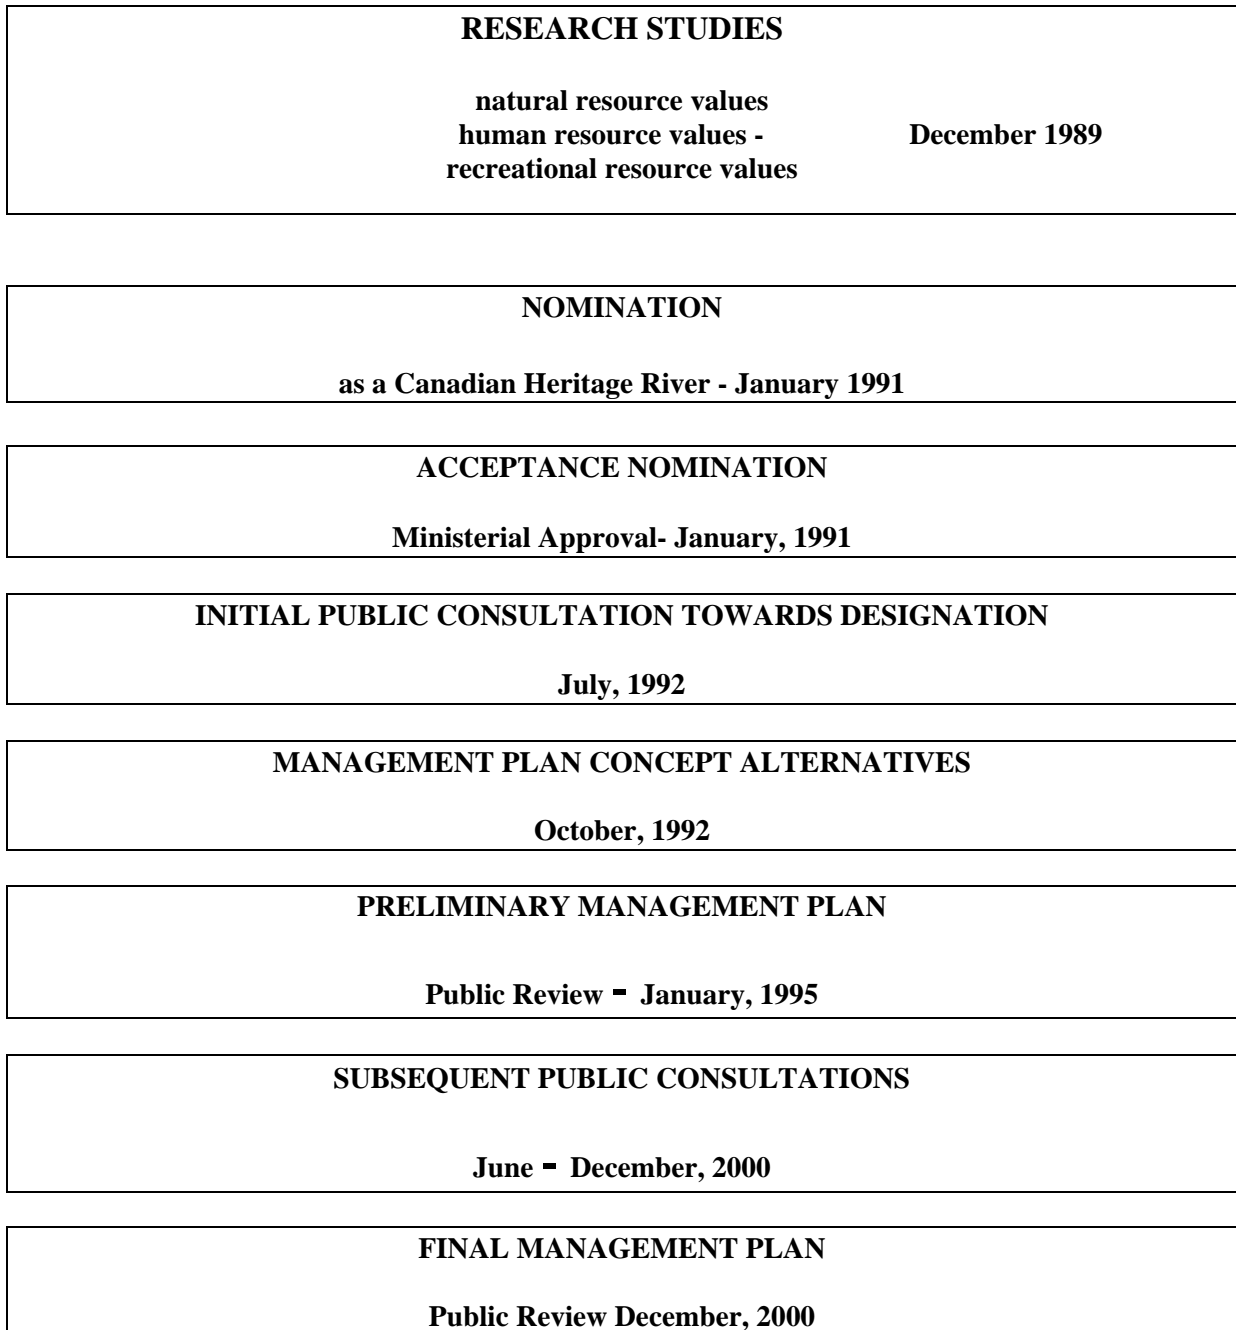 RESEARCH STUDIES
natural resource values
human resource values - December 1989
recreational resource values
NOMINATION
as a Canadian Heritage River - January 1991
ACCEPTANCE NOMINATION
Ministerial Approval- January, 1991
INITIAL PUBLIC CONSULTATION TOWARDS DESIGNATION
July, 1992
MANAGEMENT PLAN CONCEPT ALTERNATIVES
October, 1992
PRELIMINARY MANAGEMENT PLAN
Public Review - January, 1995
SUBSEQUENT PUBLIC CONSULTATIONS
June - December, 2000
FINAL MANAGEMENT PLAN
Public Review December, 2000